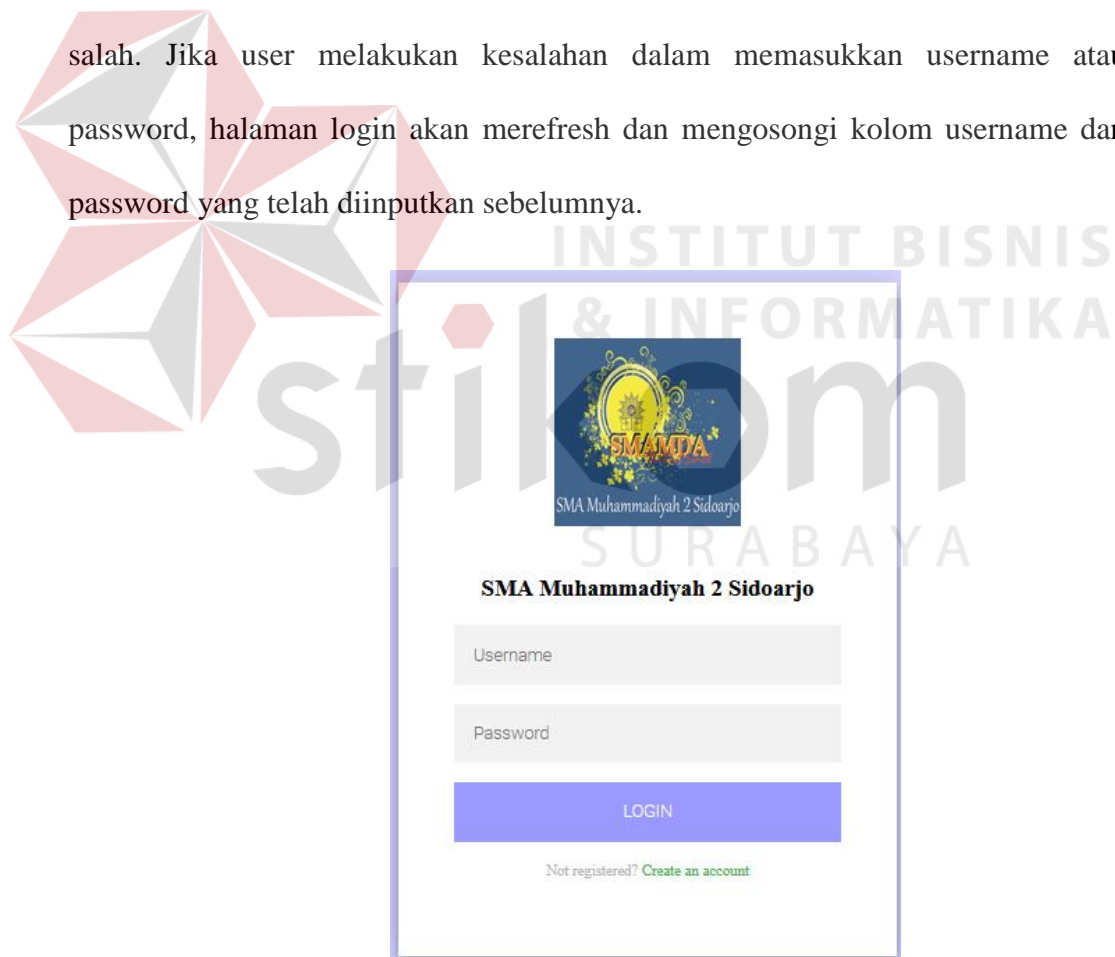 salah. Jika user melakukan kesalahan dalam memasukkan username atau
password, halaman login akan merefresh dan mengosongi kolom username dan
password yang telah diinputkan sebelumnya.
INSTITUT BISNIS
& INFORMATIKA
stikom
SURABAYA
SMAMDA
SMA Muhammadiyah 2 Sidoarjo
SMA Muhammadiyah 2 Sidoarjo
Username
Password
LOGIN
Not registered? Create an account